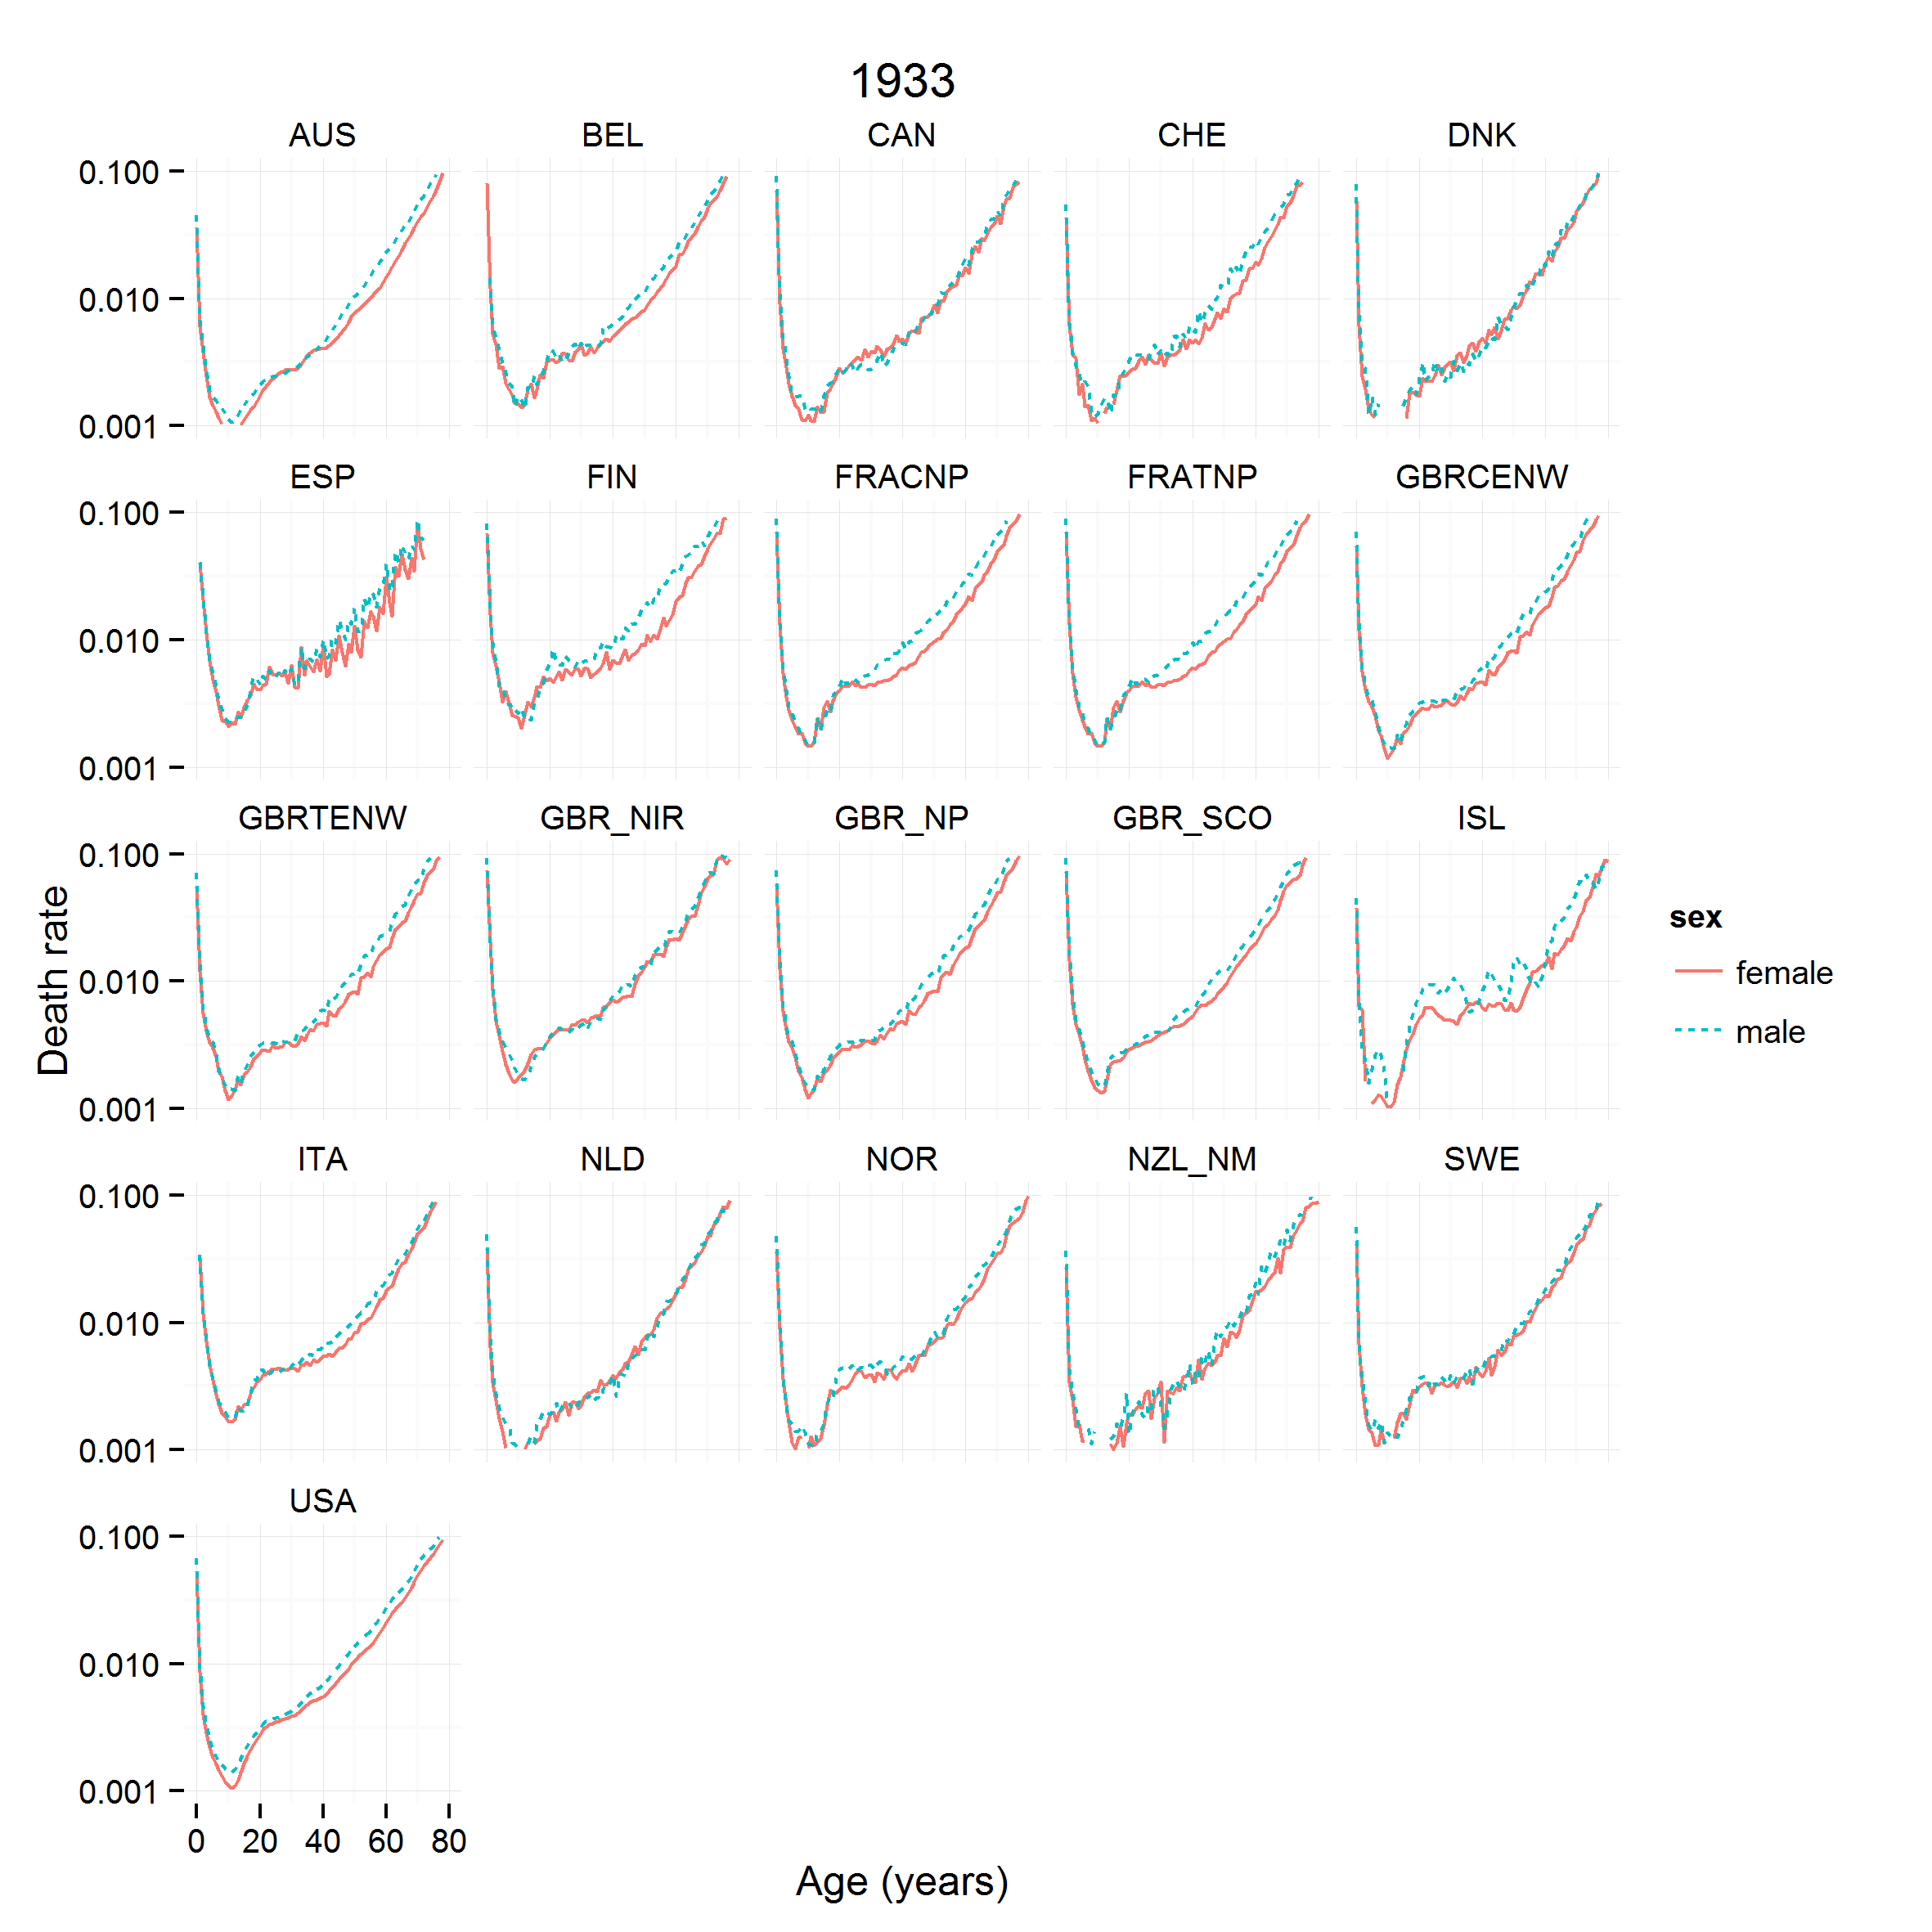 1933
AUS BEL CAN CHE DNK
0.100
0.010
0.001
ESP FIN FRACNP FRATNP GBRCENW
0.100
0.010
0.001
GBRTENW GBR_NIR GBR_NP GBR_SCO ISL
0.100
0.010
0.001
Death rate
sex
female
male
ITA NLD NOR NZL_NM SWE
0.100
0.010
0.001
USA
0.100
0.010
0.001
0 20 40 60 80
Age (years)